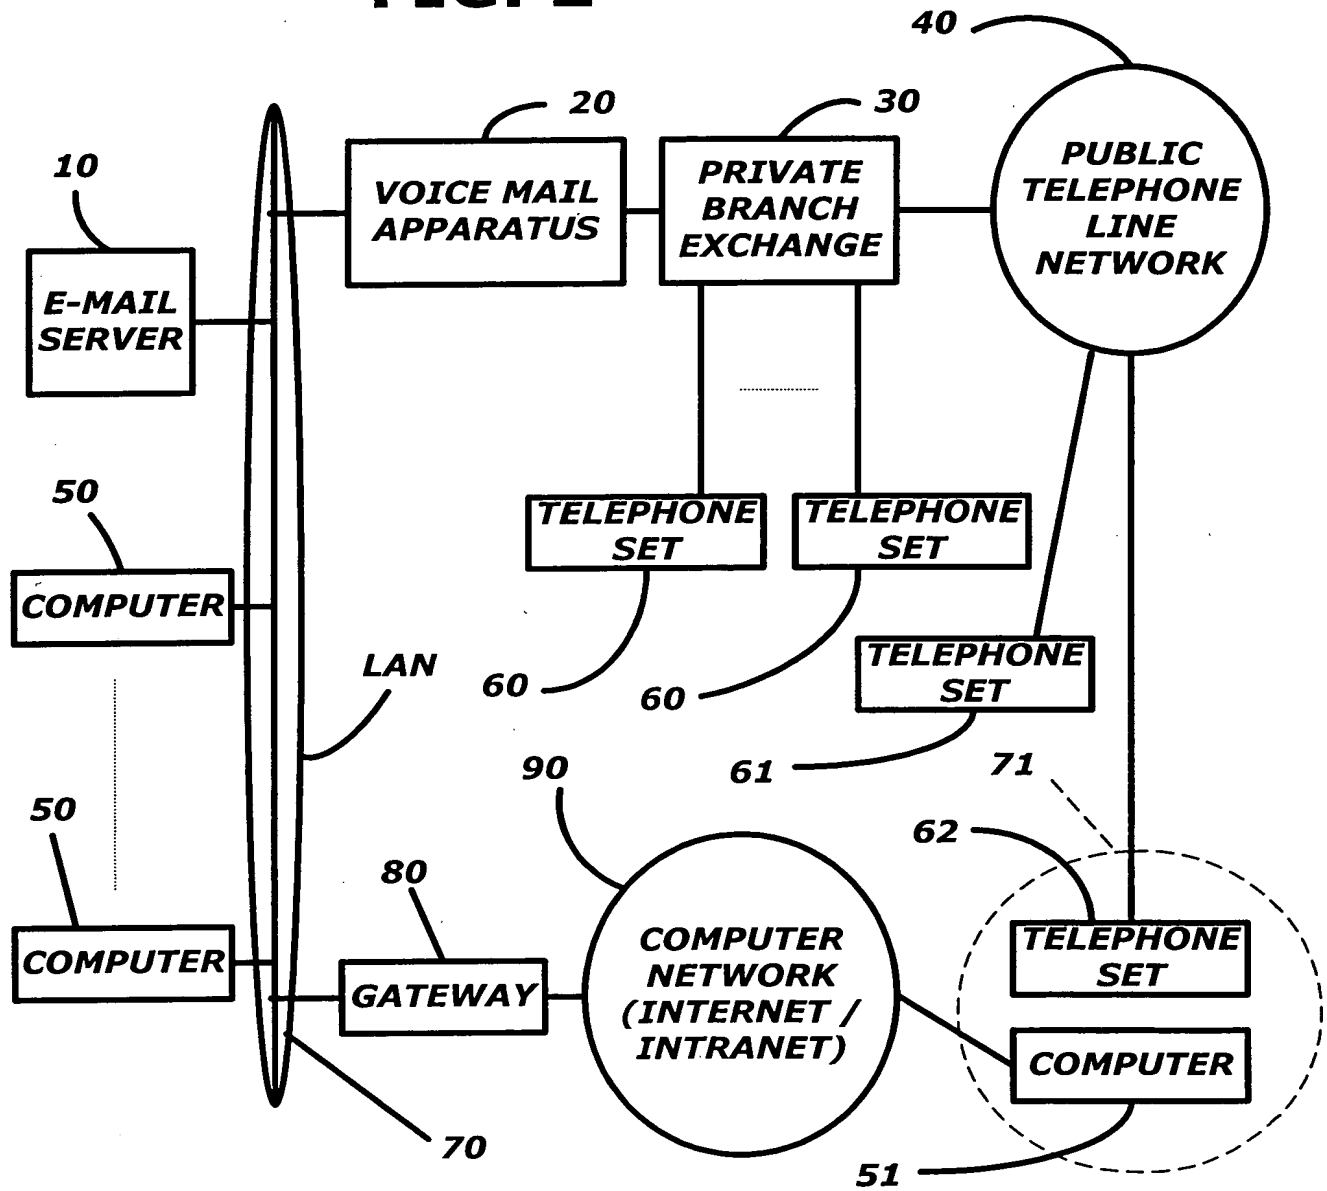 40
20
30
10
VOICE MAIL
APPARATUS
PRIVATE
BRANCH
EXCHANGE
PUBLIC
TELEPHONE
LINE
NETWORK
E-MAIL
SERVER
50
TELEPHONE
SET
TELEPHONE
SET
COMPUTER
LAN
60
60
TELEPHONE
SET
61
71
90
50
62
80
COMPUTER
GATEWAY
COMPUTER
NETWORK
(INTERNET /
INTRANET)
TELEPHONE
SET
COMPUTER
70
51